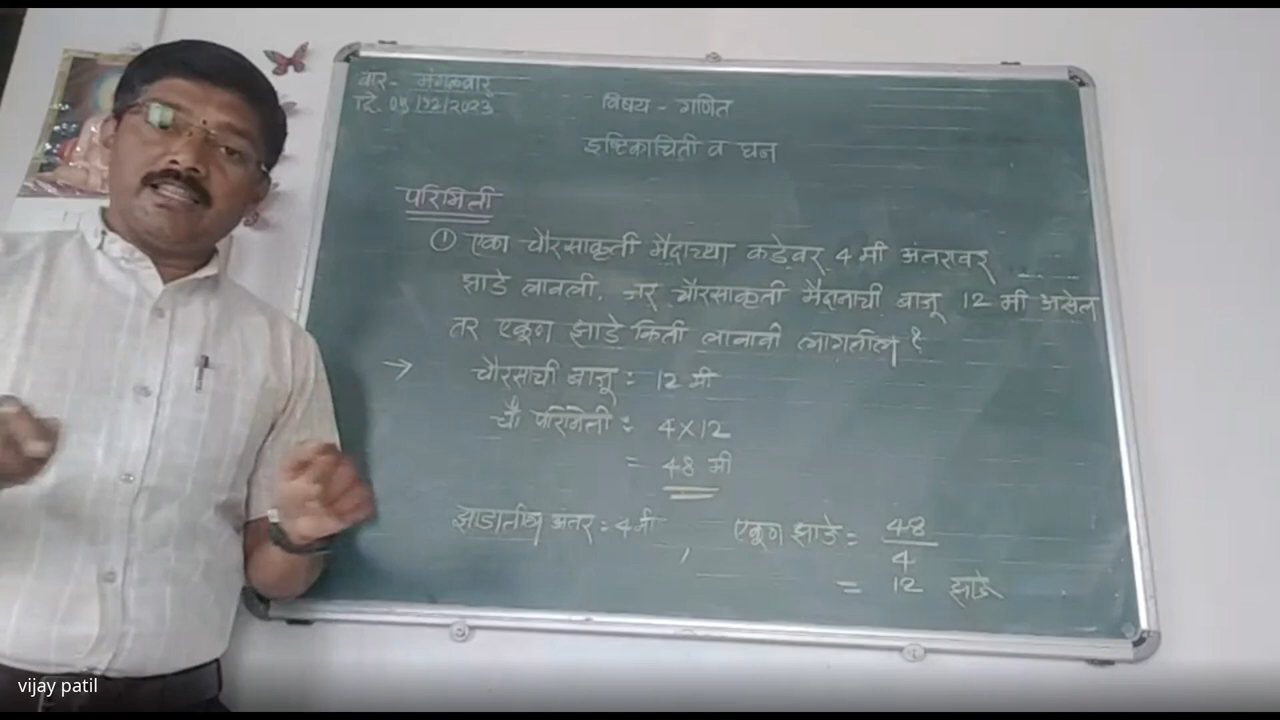 वार- मंगळवार
दि. 05/12/2023
विषय - गणित
इष्टिकाचिती व घन
परिमिती
① एका चौरसाकृती मैदाच्या कडेवर 4 मी अंतरावर
झाडे लावली. जर चौरसाकृती मैदानाची बाजू 12 मी असेल
तर एकूण झाडे किती लावावी लागतील ?
→ चौरसाची बाजू = 12 मी
चौ परिमिती = 4×12
= 48 मी
झाडातील अंतर = 4 मी , एकूण झाडे = 48/4
= 12 झाडे
vijay patil